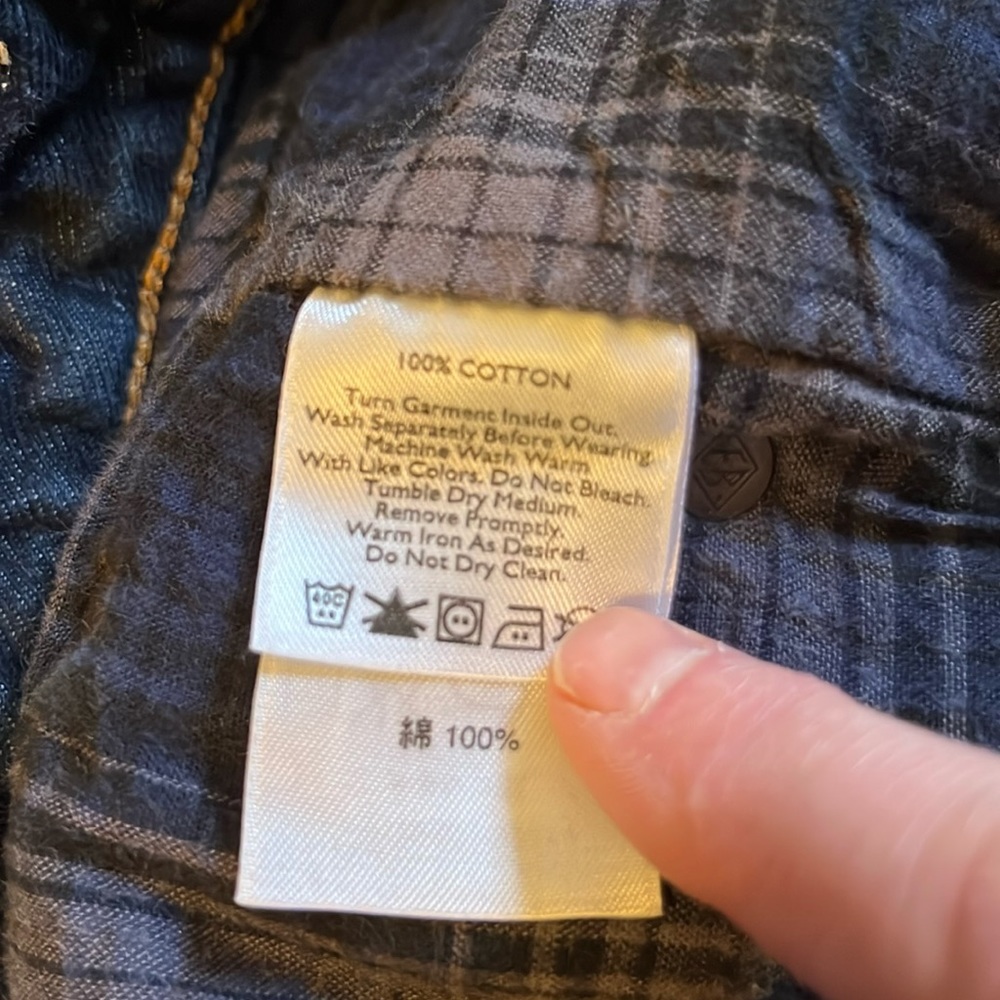 100% COTTON
Turn Garment Inside Out.
Wash Separately Before Wearing.
Machine Wash Warm
With Like Colors. Do Not Bleach.
Tumble Dry Medium.
Remove Promptly.
Warm Iron As Desired.
Do Not Dry Clean.
40C
綿 100%